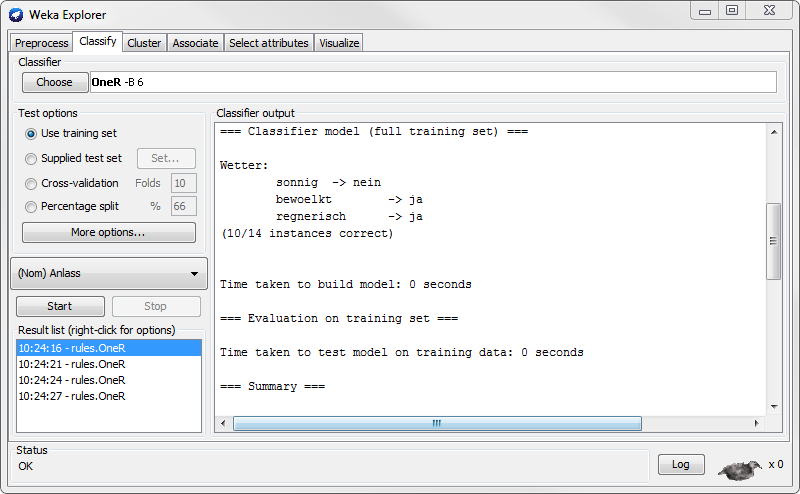 Weka Explorer
Preprocess Classify Cluster Associate Select attributes Visualize
Classifier
Choose OneR -B 6
Test options
Use training set
Supplied test set Set...
Cross-validation Folds 10
Percentage split % 66
More options...
(Nom) Anlass
Start Stop
Result list (right-click for options)
10:24:16 - rules.OneR
10:24:21 - rules.OneR
10:24:24 - rules.OneR
10:24:27 - rules.OneR
Classifier output
=== Classifier model (full training set) ===
Wetter:
sonnig -> nein
bewoelkt -> ja
regnerisch -> ja
(10/14 instances correct)
Time taken to build model: 0 seconds
=== Evaluation on training set ===
Time taken to test model on training data: 0 seconds
=== Summary ===
Status
OK
Log x 0